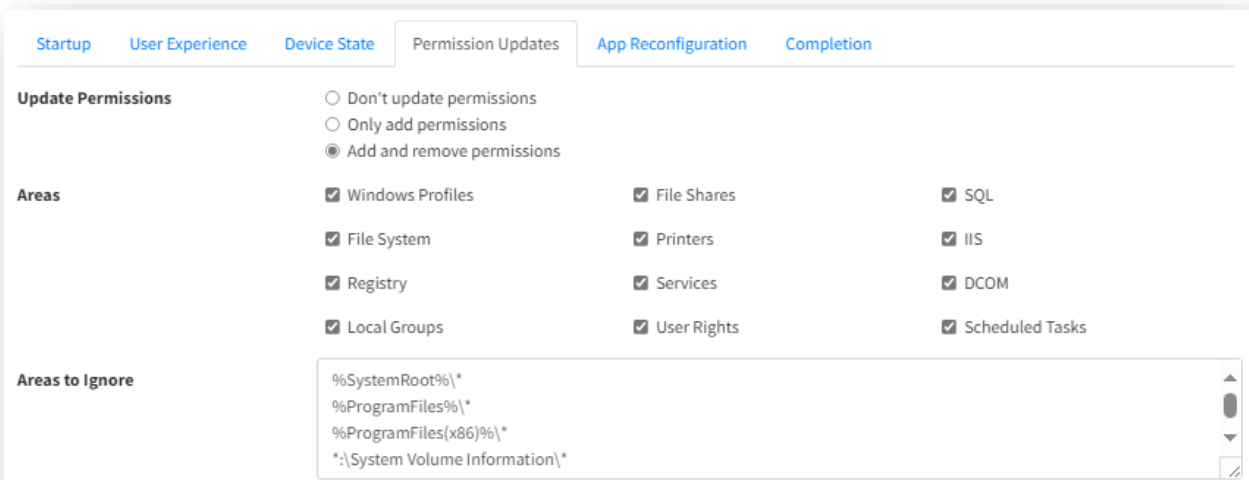 Startup User Experience Device State Permission Updates App Reconfiguration Completion
Update Permissions Don't update permissions
Only add permissions
Add and remove permissions
Areas Windows Profiles File Shares SQL
File System Printers IIS
Registry Services DCOM
Local Groups User Rights Scheduled Tasks
Areas to Ignore %SystemRoot%\*
%ProgramFiles%\*
%ProgramFiles(x86)%\*
*:\System Volume Information\*